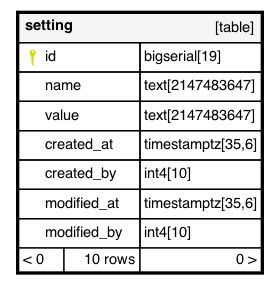 setting [table]
id bigserial[19]
name text[2147483647]
value text[2147483647]
created_at timestamptz[35,6]
created_by int4[10]
modified_at timestamptz[35,6]
modified_by int4[10]
< 0 10 rows 0 >